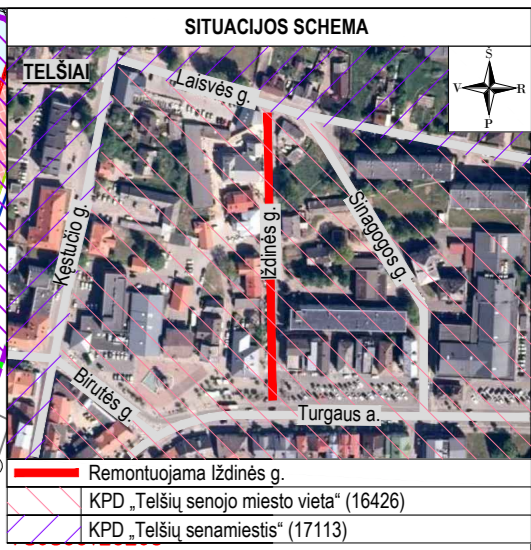 SITUACIJOS SCHEMA
TELŠIAI
Š
V
R
P
Laisvės g.
Kęstučio g.
Iždinės g.
Sinagogos g.
Birutės g.
Turgaus a.
Remontuojama Iždinės g.
KPD „Telšių senojo miesto vieta“ (16426)
KPD „Telšių senamiestis“ (17113)